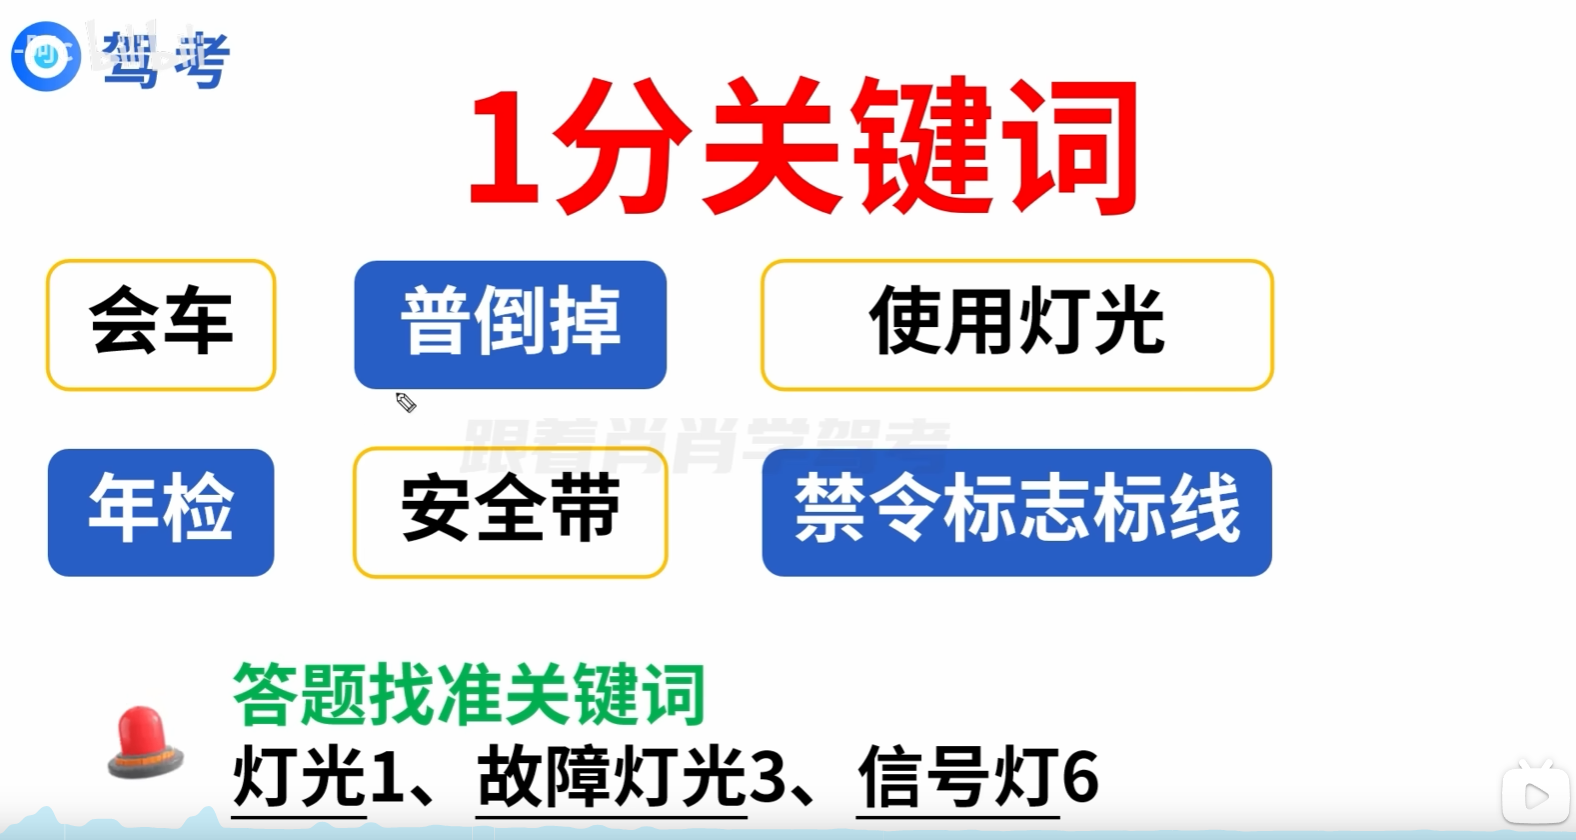 驾考
1分关键词
会车
普倒掉
使用灯光
跟着肖肖学驾考
年检
安全带
禁令标志标线
答题找准关键词
灯光1、故障灯光3、信号灯6